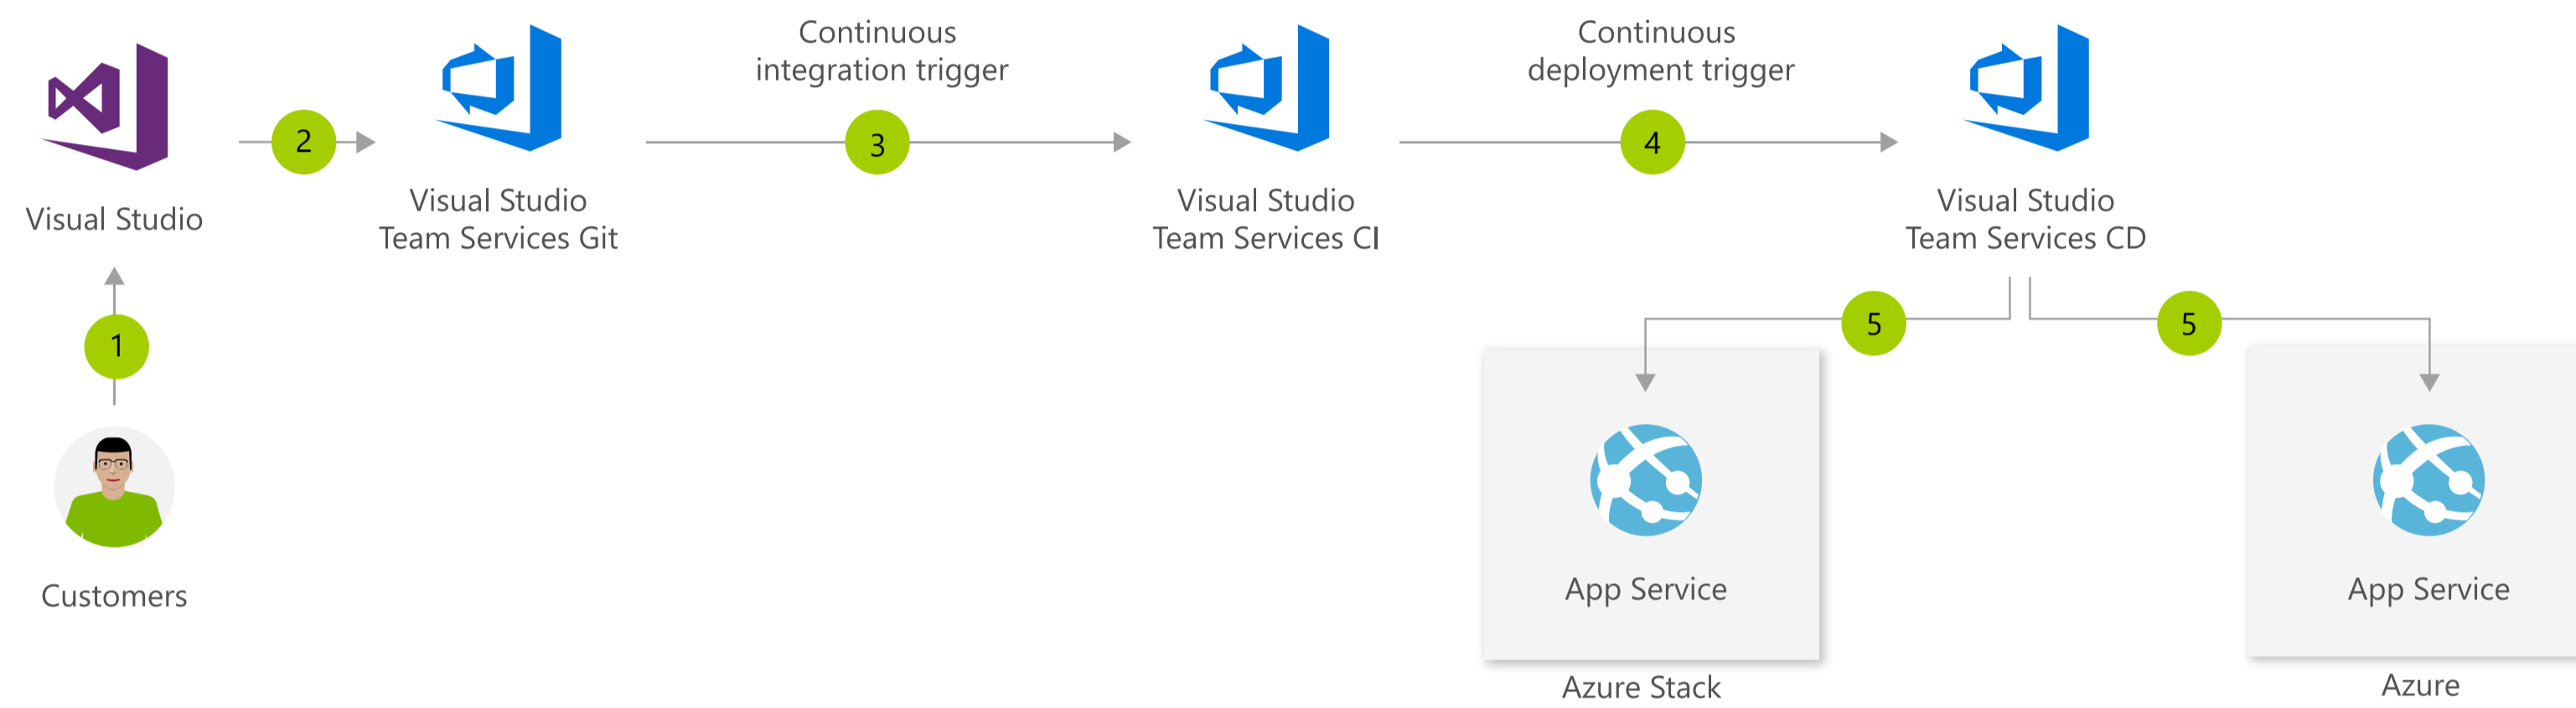 Continuous
integration trigger
Continuous
deployment trigger
2
3
4
Visual Studio
Visual Studio
Team Services Git
Visual Studio
Team Services CI
Visual Studio
Team Services CD
1
5
5
Customers
App Service
App Service
Azure Stack
Azure